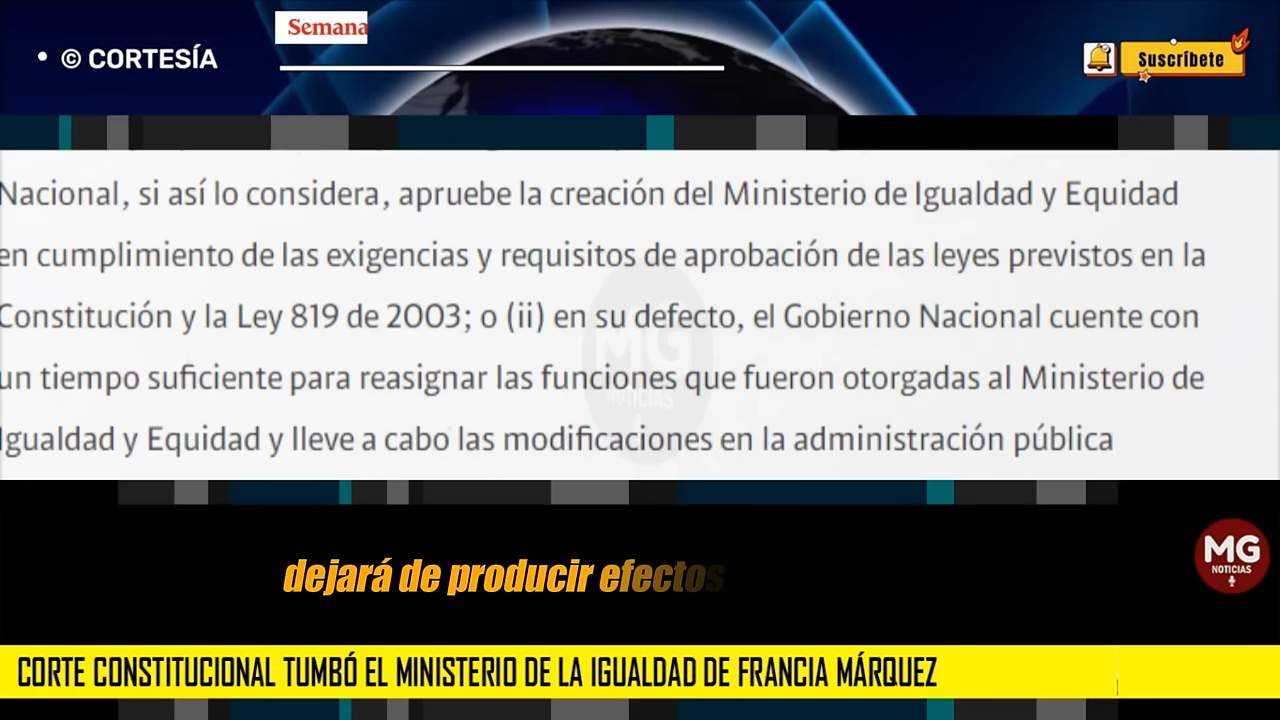 Semana
© CORTESÍA
Suscríbete
Nacional, si así lo considera, apruebe la creación del Ministerio de Igualdad y Equidad
en cumplimiento de las exigencias y requisitos de aprobación de las leyes previstos en la
Constitución y la Ley 819 de 2003; o (ii) en su defecto, el Gobierno Nacional cuente con
un tiempo suficiente para reasignar las funciones que fueron otorgadas al Ministerio de
Igualdad y Equidad y lleve a cabo las modificaciones en la administración pública
MG
NOTICIAS
dejará de producir efectos
MG
NOTICIAS
CORTE CONSTITUCIONAL TUMBÓ EL MINISTERIO DE LA IGUALDAD DE FRANCIA MÁRQUEZ